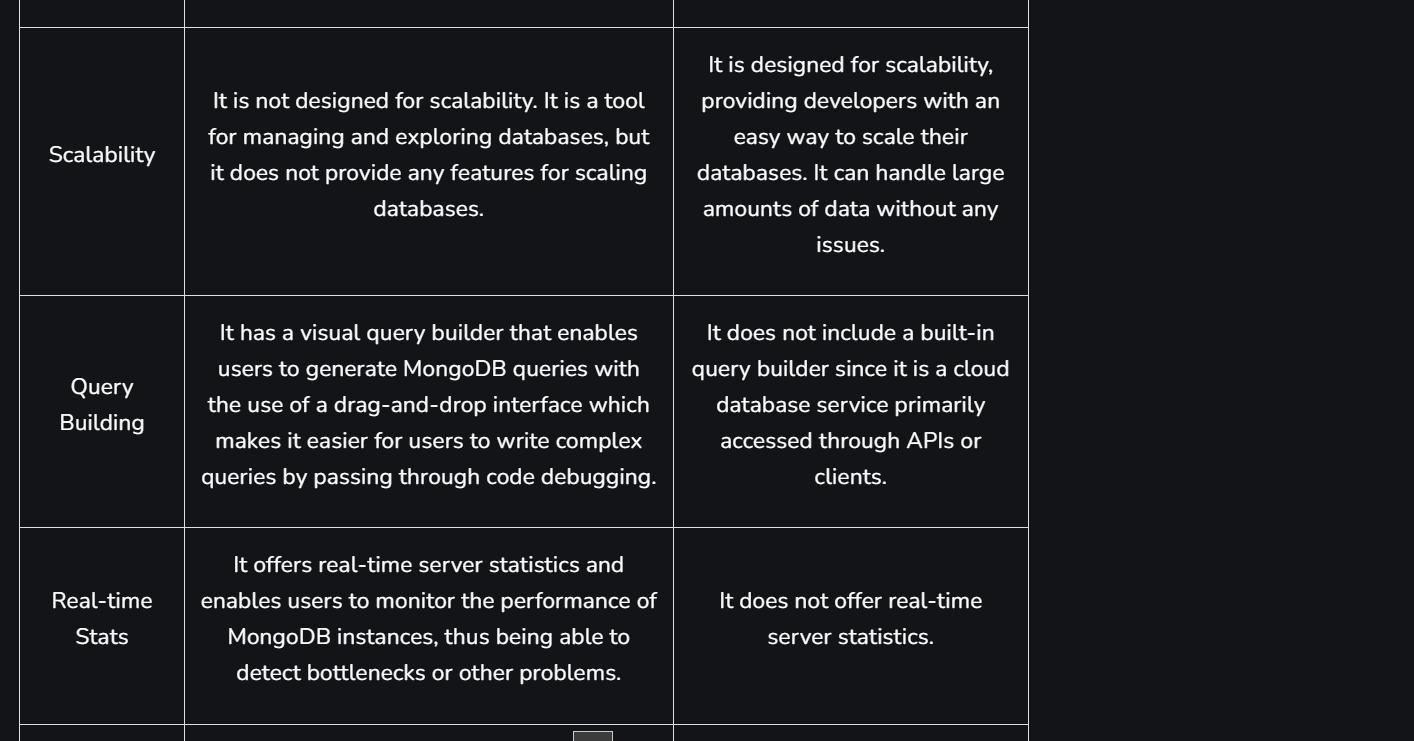 Scalability
It is not designed for scalability. It is a tool
for managing and exploring databases, but
it does not provide any features for scaling
databases.
It is designed for scalability,
providing developers with an
easy way to scale their
databases. It can handle large
amounts of data without any
issues.
Query
Building
It has a visual query builder that enables
users to generate MongoDB queries with
the use of a drag-and-drop interface which
makes it easier for users to write complex
queries by passing through code debugging.
It does not include a built-in
query builder since it is a cloud
database service primarily
accessed through APIs or
clients.
Real-time
Stats
It offers real-time server statistics and
enables users to monitor the performance of
MongoDB instances, thus being able to
detect bottlenecks or other problems.
It does not offer real-time
server statistics.